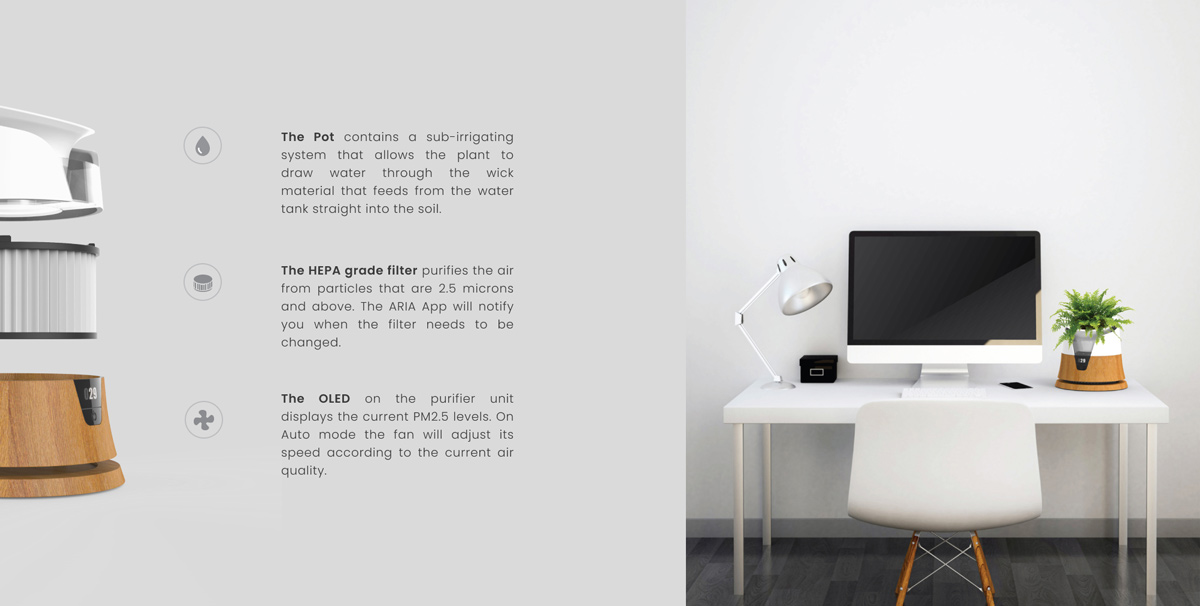 The Pot contains a sub-irrigating
system that allows the plant to
draw water through the wick
material that feeds from the water
tank straight into the soil.
The HEPA grade filter purifies the air
from particles that are 2.5 microns
and above. The ARIA App will notify
you when the filter needs to be
changed.
The OLED on the purifier unit
displays the current PM2.5 levels. On
Auto mode the fan will adjust its
speed according to the current air
quality.
029